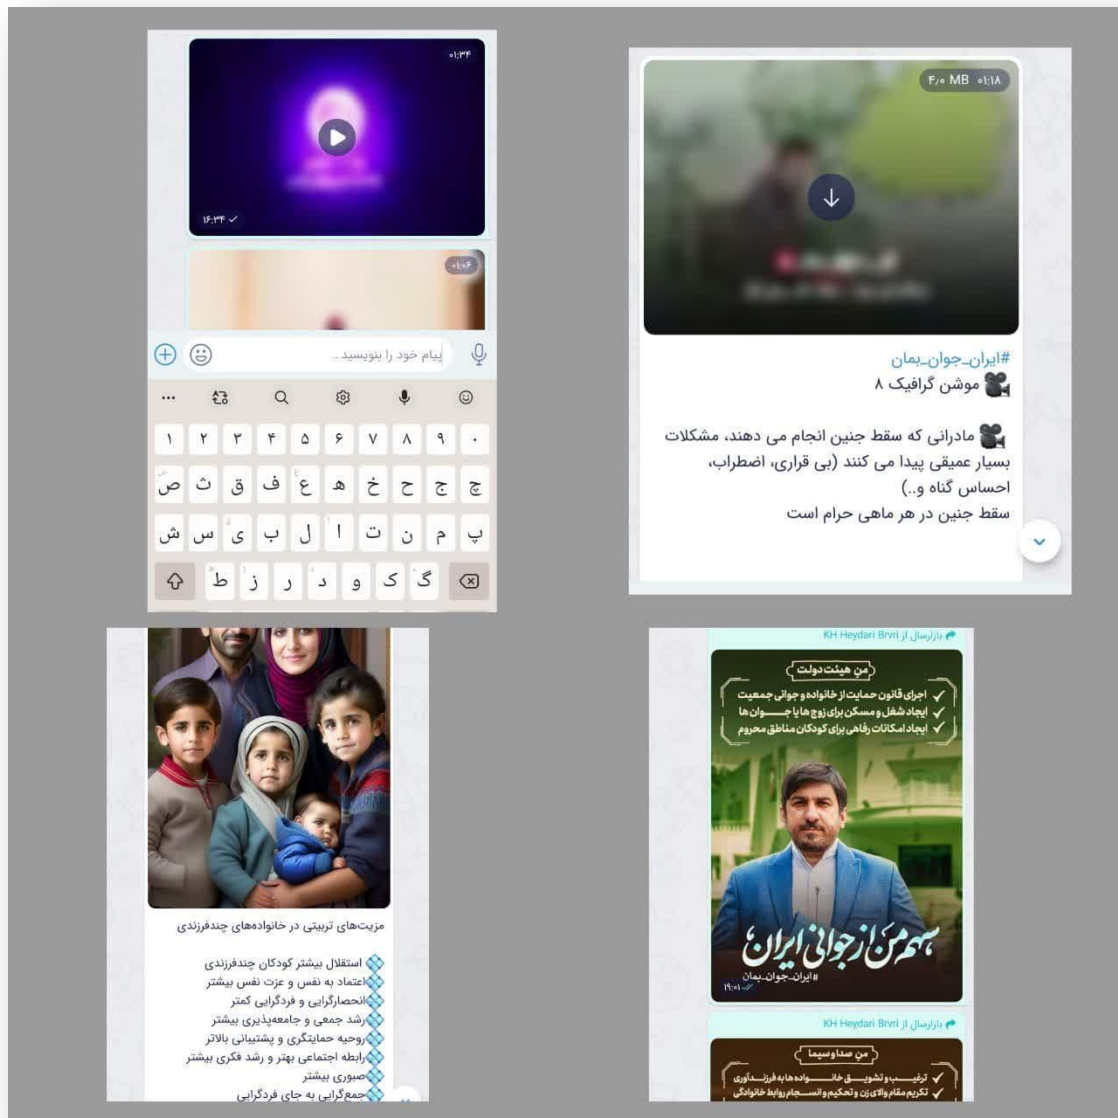 ۰۱:۳۴
۱۶:۳۴
۰۱:۰۶
پیام خود را بنویسید...
۱ ۲ ۳ ۴ ۵ ۶ ۷ ۸ ۹ ۰
ص ث ق ف ع ه خ ح ج چ
ش س ی ب ل ا ت ن م پ
ط ز ر د و ک گ
۴٫۰ MB ۰۱:۱۸
#ایران_جوان_بمان
موشن گرافیک ۸
مادرانی که سقط جنین انجام می دهند، مشکلات
بسیار عمیقی پیدا می کنند (بی قراری، اضطراب،
احساس گناه و..)
سقط جنین در هر ماهی حرام است
مزیت‌های تربیتی در خانواده‌های چندفرزندی
استقلال بیشتر کودکان چندفرزندی
اعتماد به نفس و عزت نفس بیشتر
انحصارگرایی و فردگرایی کمتر
رشد جمعی و جامعه‌پذیری بیشتر
روحیه حمایتگری و پشتیبانی بالاتر
رابطه اجتماعی بهتر و رشد فکری بیشتر
صبوری بیشتر
جمع‌گرایی به جای فردگرایی
بازارسال از KH Heydari Brvri
من هیئت دولت
اجرای قانون حمایت از خانواده و جوانی جمعیت
ایجاد شغل و مسکن برای زوج ها یا جوان ها
ایجاد امکانات رفاهی برای کودکان مناطق محروم
سهم من از جوانی ایران
#ایران_جوان_بمان
۱۹:۰۱
بازارسال از KH Heydari Brvri
من صداوسیما
ترغیب و تشویق خانواده ها به فرزندآوری
تکریم مقام والای زن و تحکیم و انسجام روابط خانوادگی